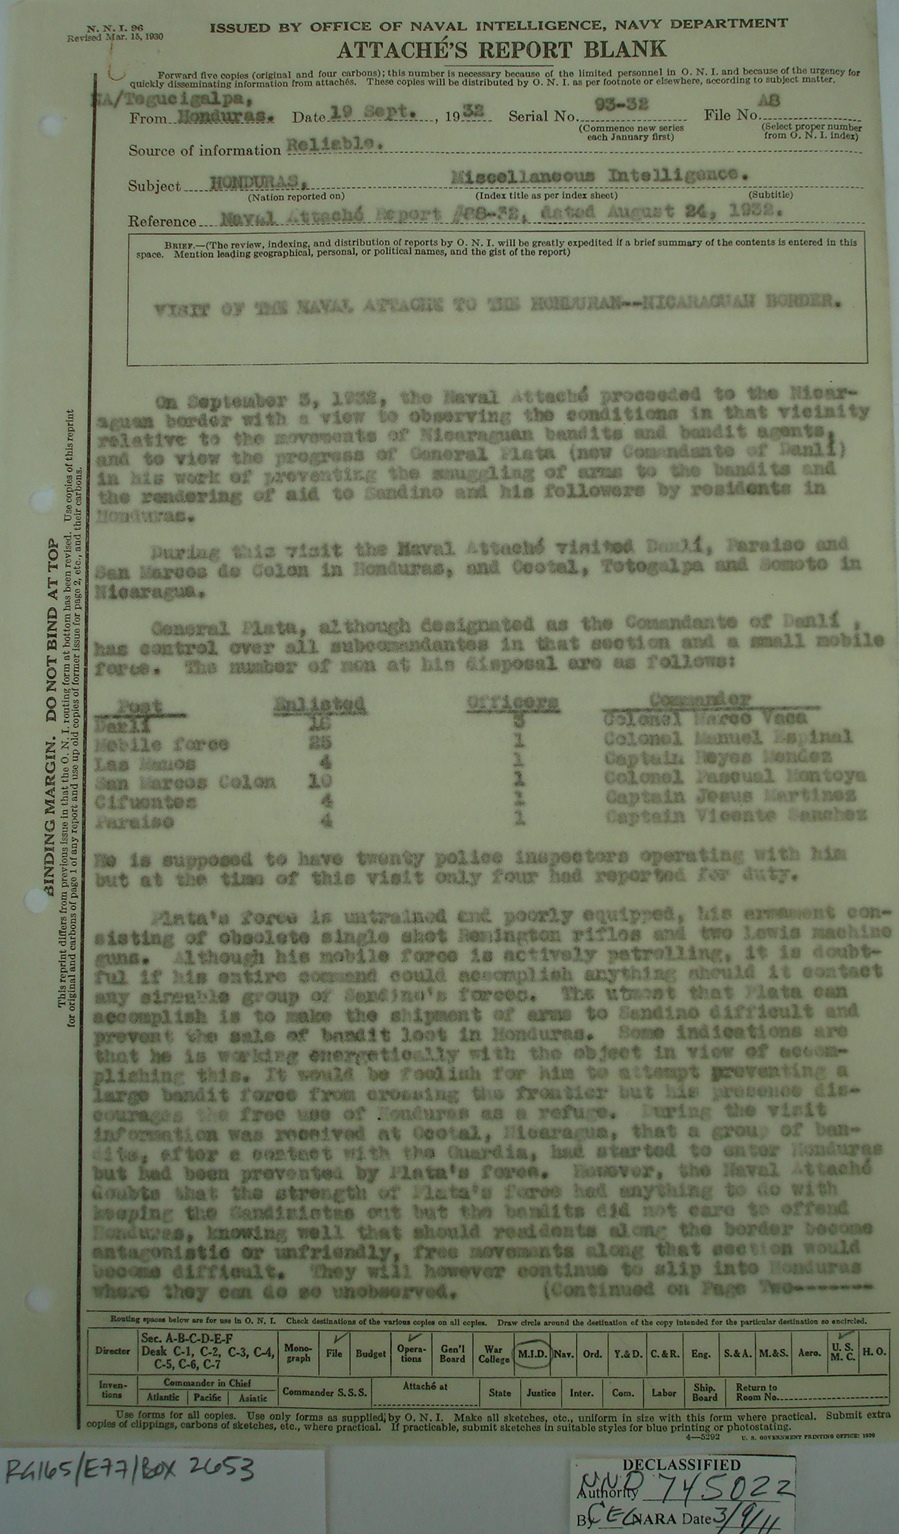 N. N. I. 96
Revised Mar. 15, 1930
ISSUED BY OFFICE OF NAVAL INTELLIGENCE, NAVY DEPARTMENT
ATTACHÉ'S REPORT BLANK
Forward five copies (original and four carbons); this number is necessary because of the limited personnel in O. N. I. and because of the urgency for
quickly disseminating information from attachés. These copies will be distributed by O. N. I. as per footnote or elsewhere, according to subject matter.
NA/Tegucigalpa,
From Honduras. Date 19 Sept., 1932 Serial No. 93-32 File No. AB
(Commence new series each January first) (Select proper number from O. N. I. index)
Source of information Reliable.
Subject HONDURAS, Miscellaneous Intelligence.
(Nation reported on) (Index title as per index sheet) (Subtitle)
Reference Naval Attaché Report dated August 24, 1932.
BRIEF.—(The review, indexing, and distribution of reports by O. N. I. will be greatly expedited if a brief summary of the contents is entered in this
space. Mention leading geographical, personal, or political names, and the gist of the report)
VISIT OF THE NAVAL ATTACHE TO THE HONDURAN--NICARAGUAN BORDER.
On September 3, 1932, the Naval Attaché proceeded to the Nicar-
aguan border with a view to observing the conditions in that vicinity
relative to the movements of Nicaraguan bandits and bandit agents,
and to view the progress of General Plata (new Comandante of Danlí)
in his work of preventing the smuggling of arms to the bandits and
the rendering of aid to Sandino and his followers by residents in
Honduras.
During this visit the Naval Attaché visited Danlí, Paraiso and
San Marcos de Colon in Honduras, and Ocotal, Totogalpa and Somoto in
Nicaragua.
General Plata, although designated as the Comandante of Danlí ,
has control over all subcomandantes in that section and a small mobile
force. The number of men at his disposal are as follows:
Post Enlisted Officers Commander
Danlí 16 3 Colonel Marco Vaca
Mobile force 25 1 Colonel Manuel Espinal
Las Manos 4 1 Captain Reyes Mendez
San Marcos Colon 10 1 Colonel Pascual Montoya
Cifuentes 4 1 Captain Jesus Martinez
Paraiso 4 1 Captain Vicente Sanchez
He is supposed to have twenty police inspectors operating with him
but at the time of this visit only four had reported for duty.
Plata's force is untrained and poorly equipped, his armament con-
sisting of obsolete single shot Remington rifles and two Lewis machine
guns. Although his mobile force is actively patrolling, it is doubt-
ful if his entire command could accomplish anything should it contact
any sizeable group of Sandino's forces. The utmost that Plata can
accomplish is to make the shipment of arms to Sandino difficult and
prevent the sale of bandit loot in Honduras. Some indications are
that he is working energetically with the object in view of accom-
plishing this. It would be foolish for him to attempt preventing a
large bandit force from crossing the frontier but his presence dis-
courages the free use of Honduras as a refuge. During the visit
information was received at Ocotal, Nicaragua, that a group of ban-
dits, after a contact with the Guardia, had started to enter Honduras
but had been prevented by Plata's force. However, the Naval Attaché
doubts that the strength of Plata's force had anything to do with
keeping the Sandinistas out but the bandits did not care to offend
Honduras, knowing well that should residents along the border become
antagonistic or unfriendly, free movements along that section would
become difficult. They will however continue to slip into Honduras
where they can do so unobserved. (Continued on Page Two--------
BINDING MARGIN. DO NOT BIND AT TOP
This reprint differs from previous issue in that the O. N. I. routing form at bottom has been revised. Use copies of this reprint
for original and carbons of page 1 of any report and use up old copies of former issue for page 2, etc., and their carbons.
Routing spaces below are for use in O. N. I. Check destinations of the various copies on all copies. Draw circle around the destination of the copy intended for the particular destination so encircled.
Director Sec. A-B-C-D-E-F Desk C-1, C-2, C-3, C-4, C-5, C-6, C-7 Monograph File Budget Operations Gen'l Board War College M.I.D. Nav. Ord. Y.&D. C.&R. Eng. S.&A. M.&S. Aero. U. S. M. C. H. O.
Inventions Commander in Chief Atlantic Pacific Asiatic Commander S. S. S. Attaché at State Justice Inter. Com. Labor Ship. Board Return to Room No.
Use forms for all copies. Use only forms as supplied by O. N. I. Make all sketches, etc., uniform in size with this form where practical. Submit extra
copies of clippings, carbons of sketches, etc., where practical. If practicable, submit sketches in suitable styles for blue printing or photostating.
4—5292 U. S. GOVERNMENT PRINTING OFFICE: 1930
RG165/E77/BOX 2653
DECLASSIFIED
Authority NND 745022
By CEG NARA Date 3/9/11